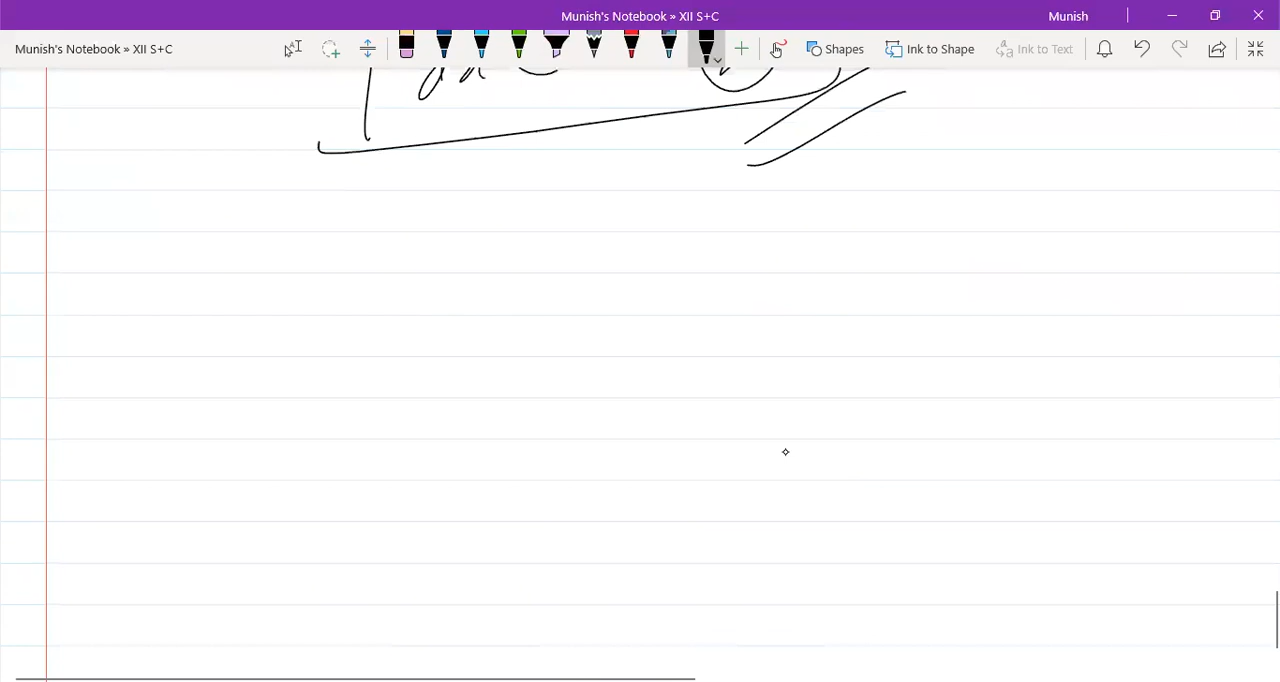 Munish's Notebook » XII S+C
Munish
Munish's Notebook » XII S+C
Shapes
Ink to Shape
Ink to Text